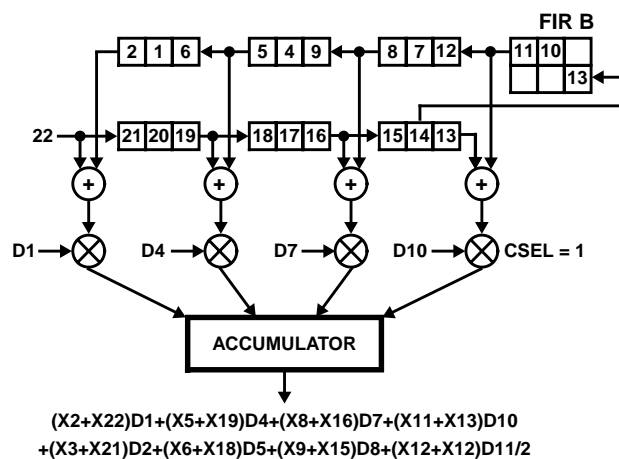 FIR B
2 1 6 5 4 9 8 7 12 11 10
13
22 21 20 19 18 17 16 15 14 13
+ + + +
D1 D4 D7 D10 CSEL = 1
ACCUMULATOR
(X2+X22)D1+(X5+X19)D4+(X8+X16)D7+(X11+X13)D10
+(X3+X21)D2+(X6+X18)D5+(X9+X15)D8+(X12+X12)D11/2